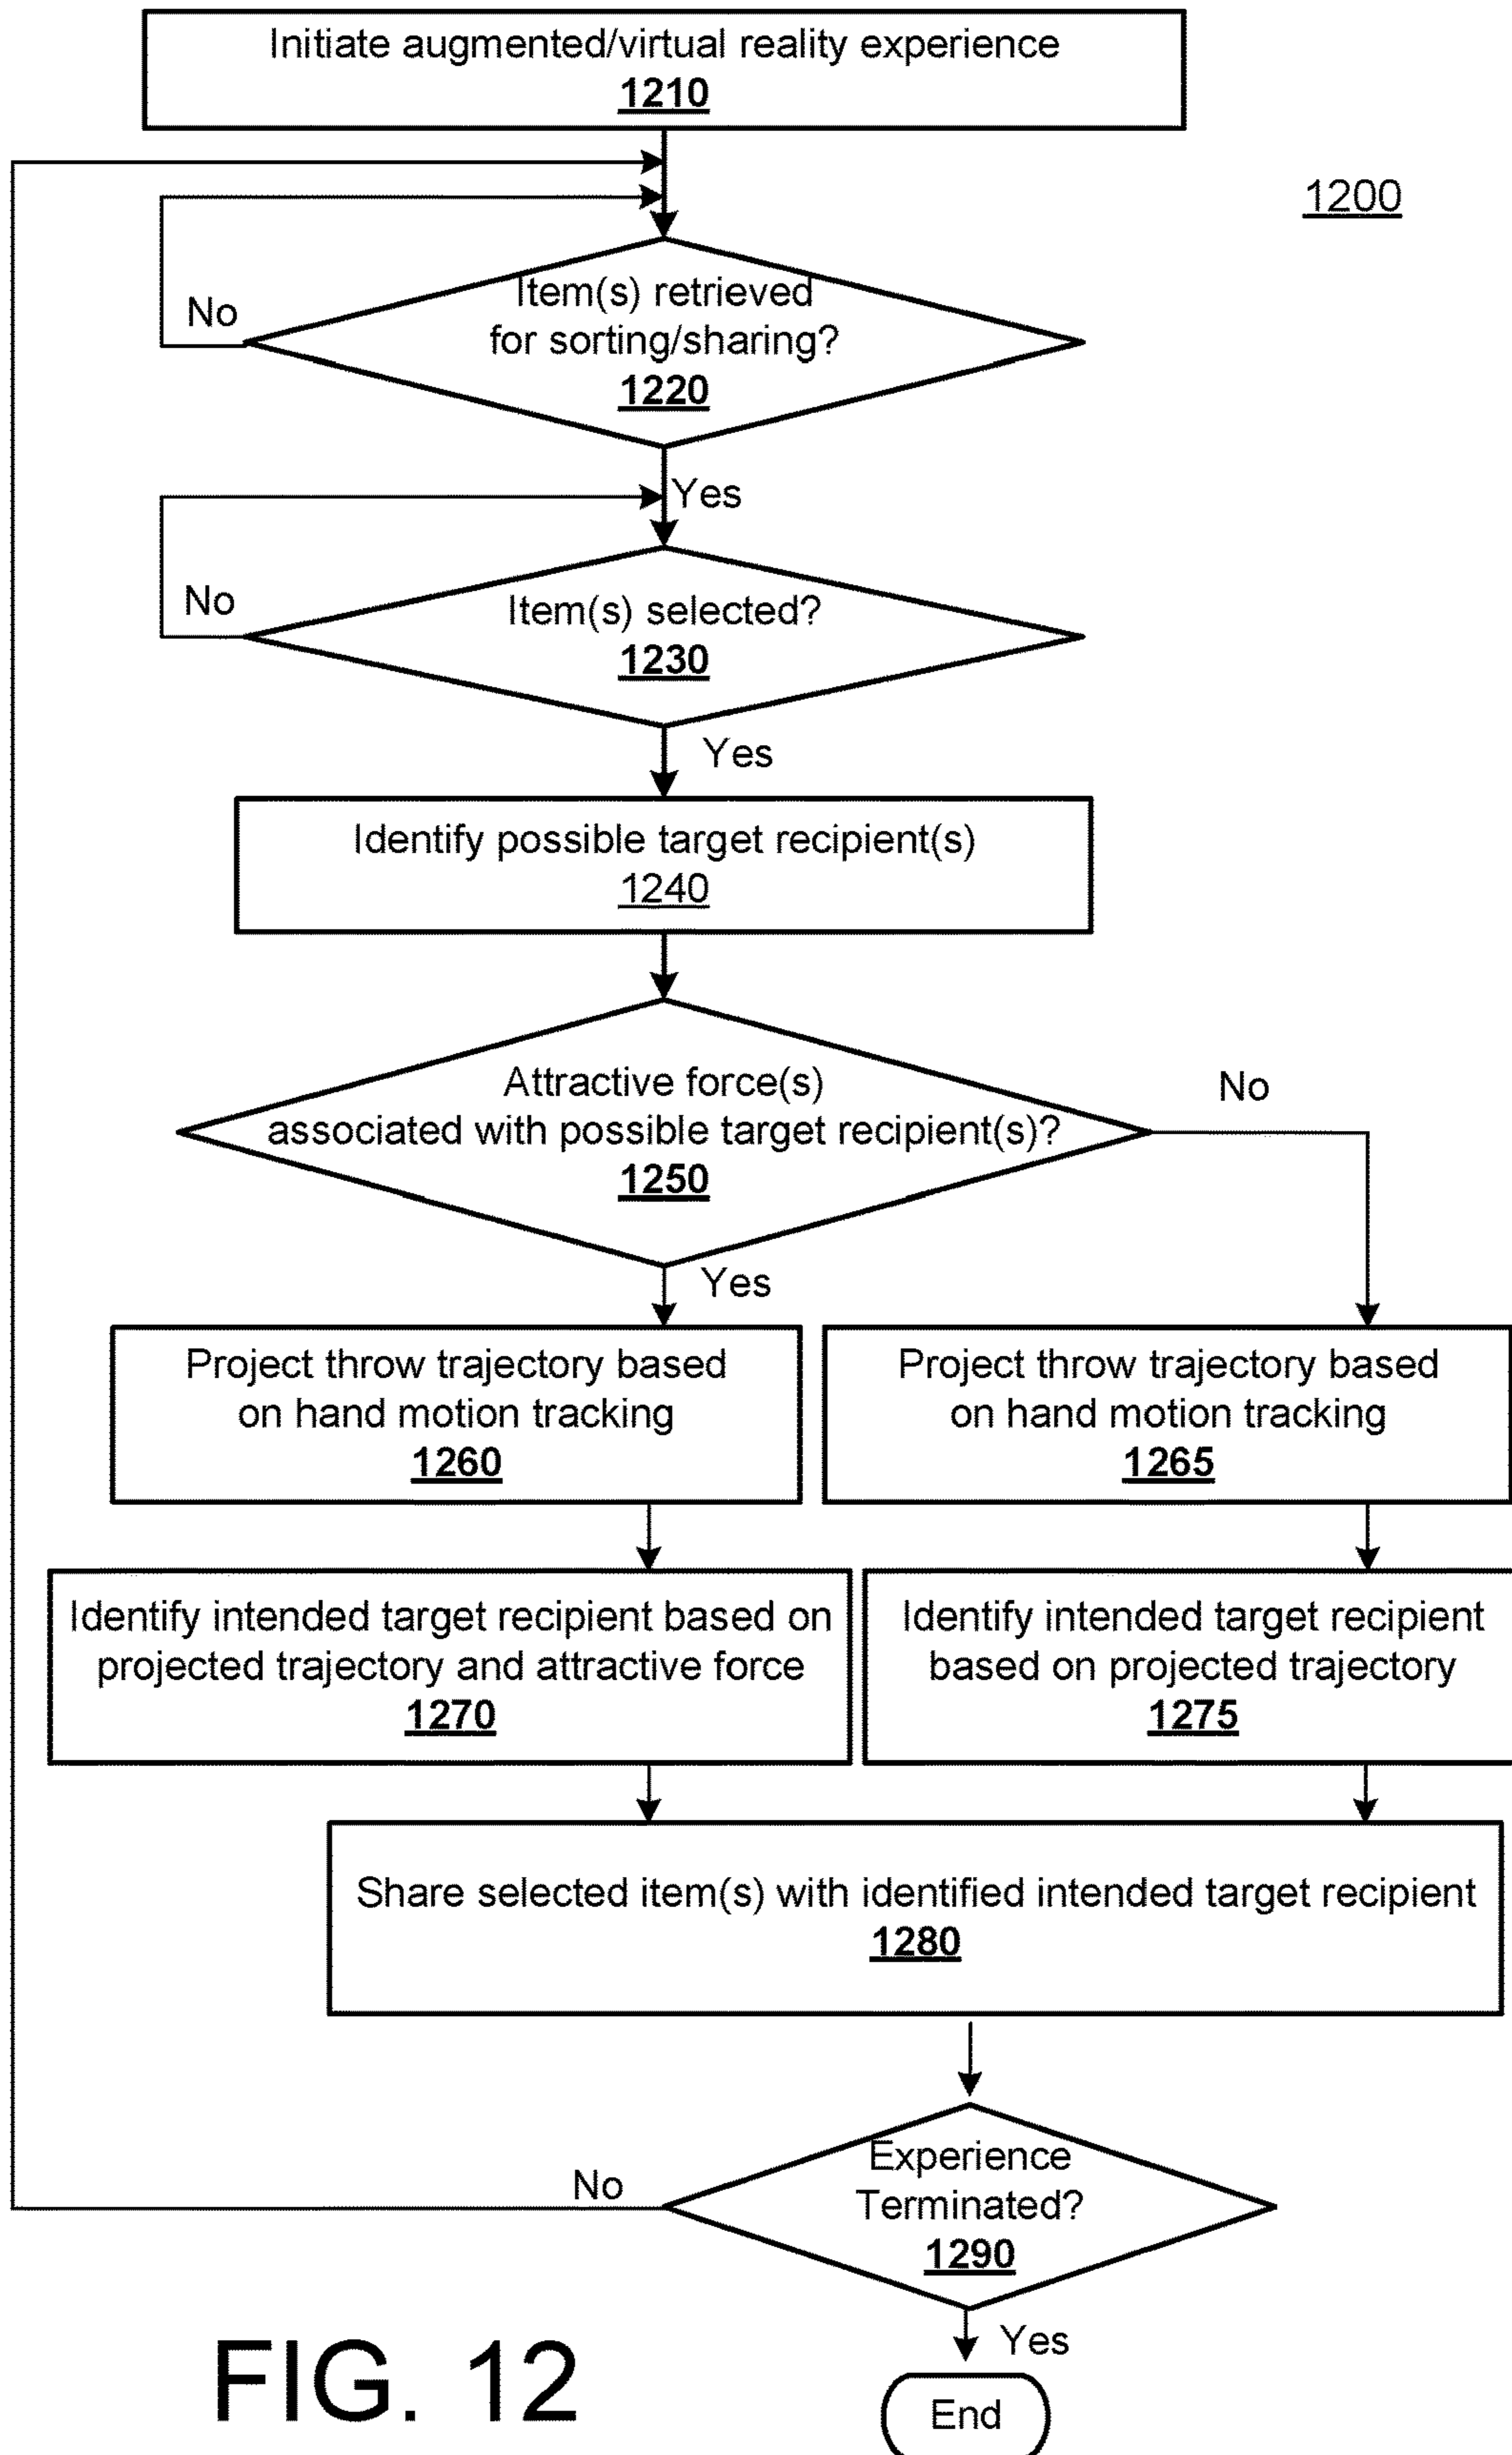 Initiate augmented/virtual reality experience
1210
1200
Item(s) retrieved
for sorting/sharing?
1220
No
Yes
Item(s) selected?
1230
No
Yes
Identify possible target recipient(s)
1240
Attractive force(s)
associated with possible target recipient(s)?
1250
No
Yes
Project throw trajectory based
on hand motion tracking
1260
Project throw trajectory based
on hand motion tracking
1265
Identify intended target recipient based on
projected trajectory and attractive force
1270
Identify intended target recipient
based on projected trajectory
1275
Share selected item(s) with identified intended target recipient
1280
Experience
Terminated?
1290
No
Yes
End
FIG. 12